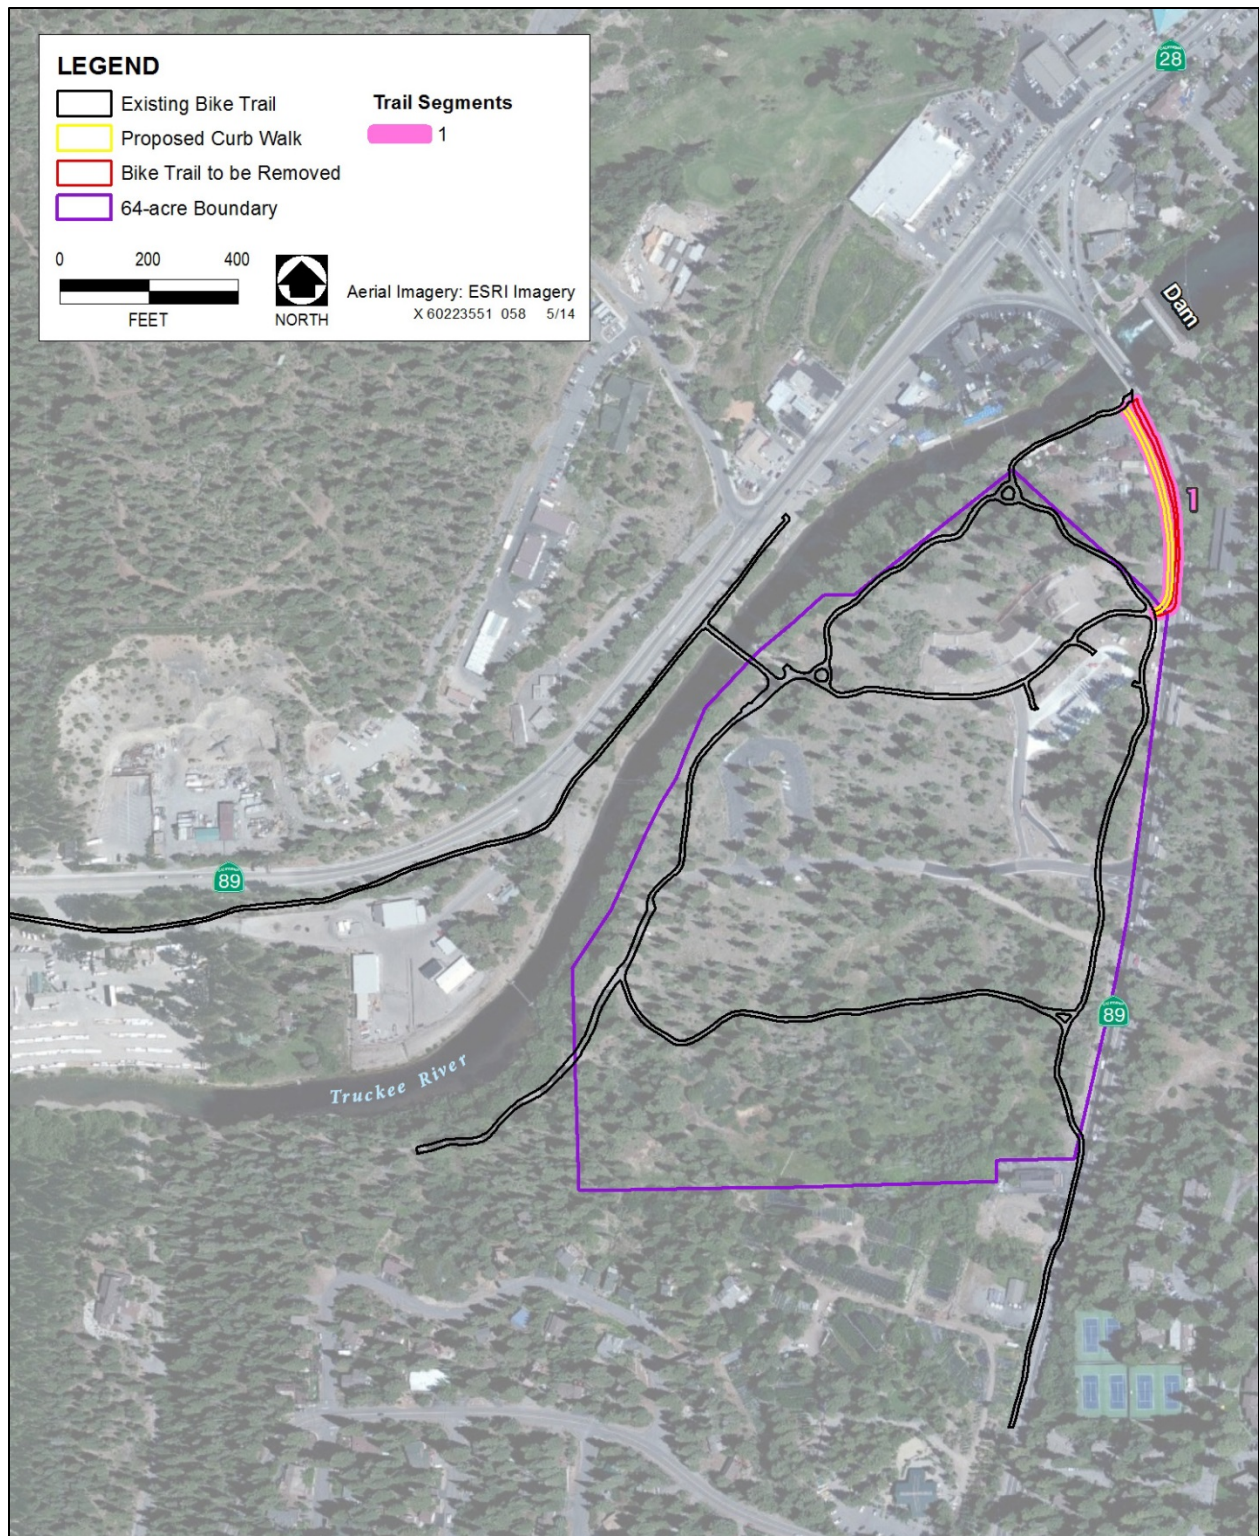 LEGEND
Existing Bike Trail
Proposed Curb Walk
Bike Trail to be Removed
64-acre Boundary
Trail Segments
1
0 200 400
FEET
NORTH
Aerial Imagery: ESRI Imagery
X 60223551 058 5/14
CALIFORNIA
28
Dam
1
89
89
Truckee River